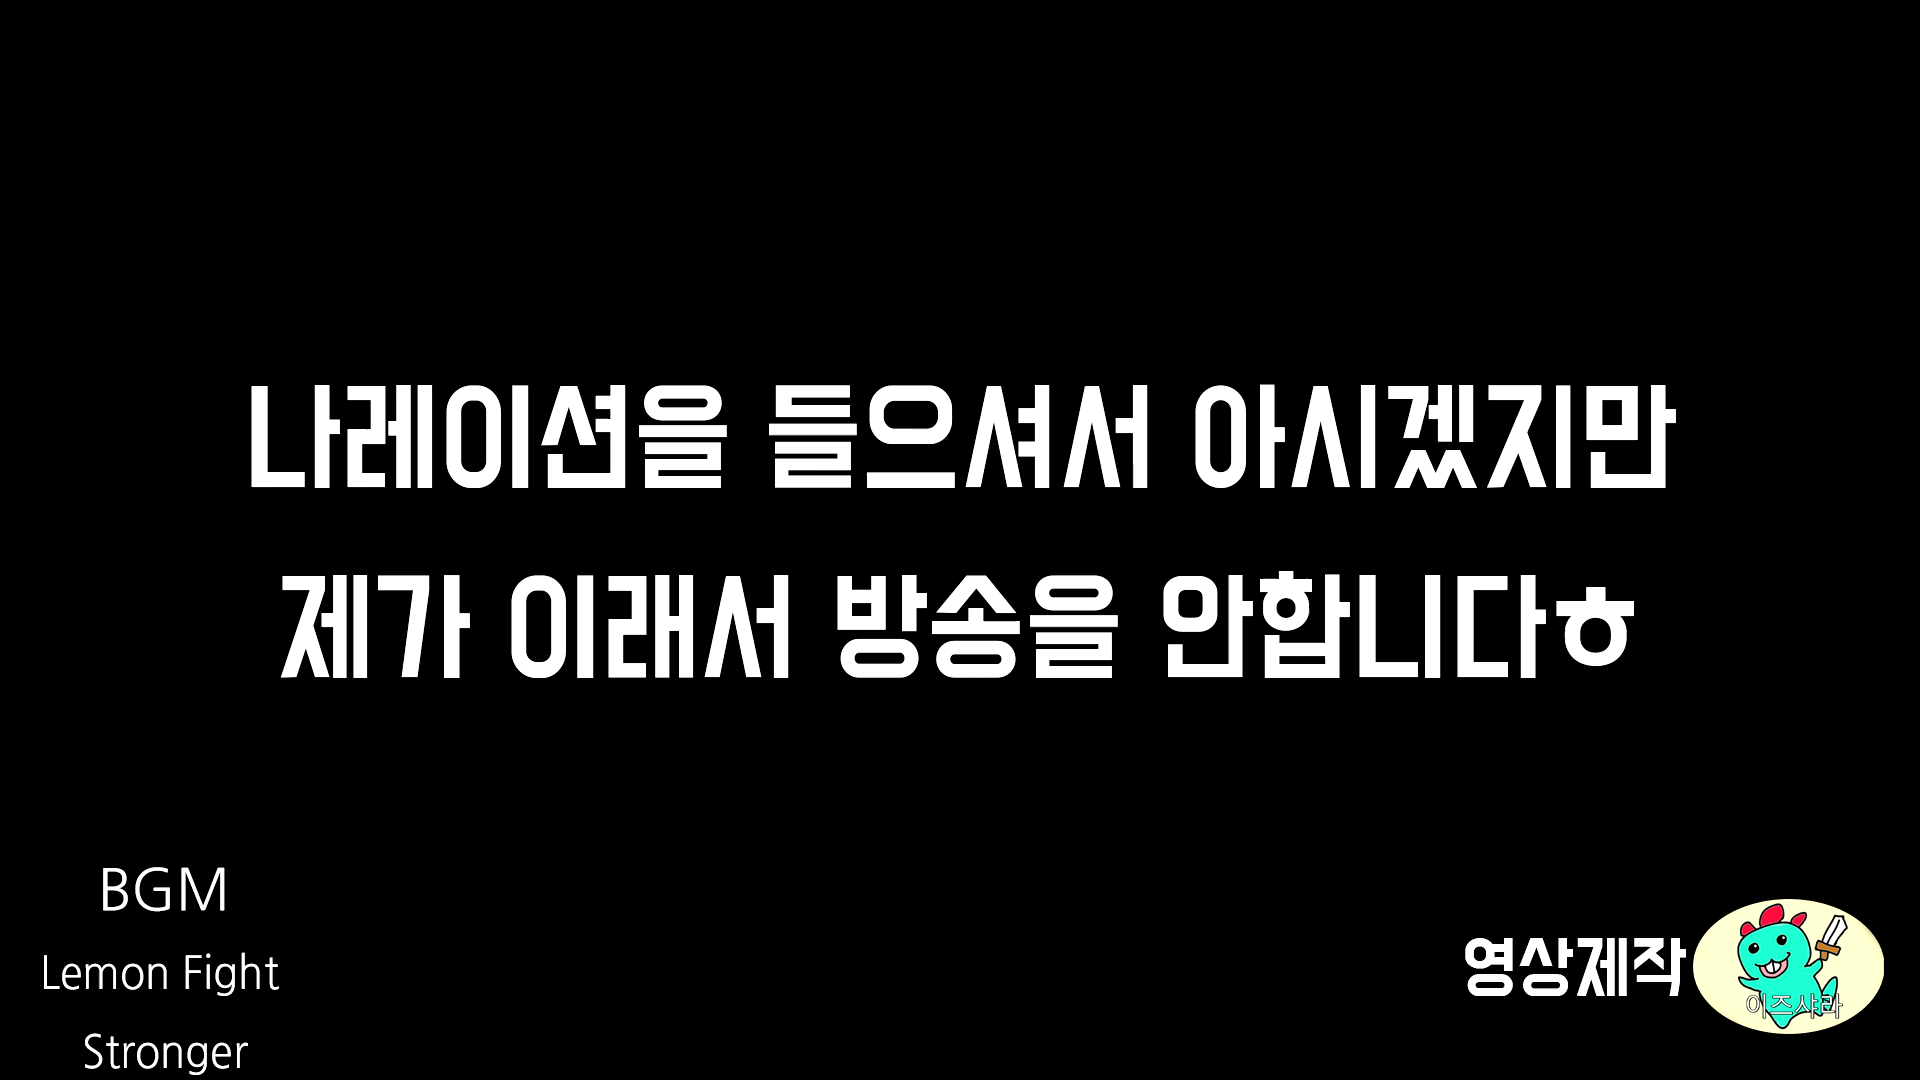 나레이션을 들으셔서 아시겠지만
제가 이래서 방송을 안합니다ㅎ
BGM
Lemon Fight
Stronger
영상제작
이즈샤라